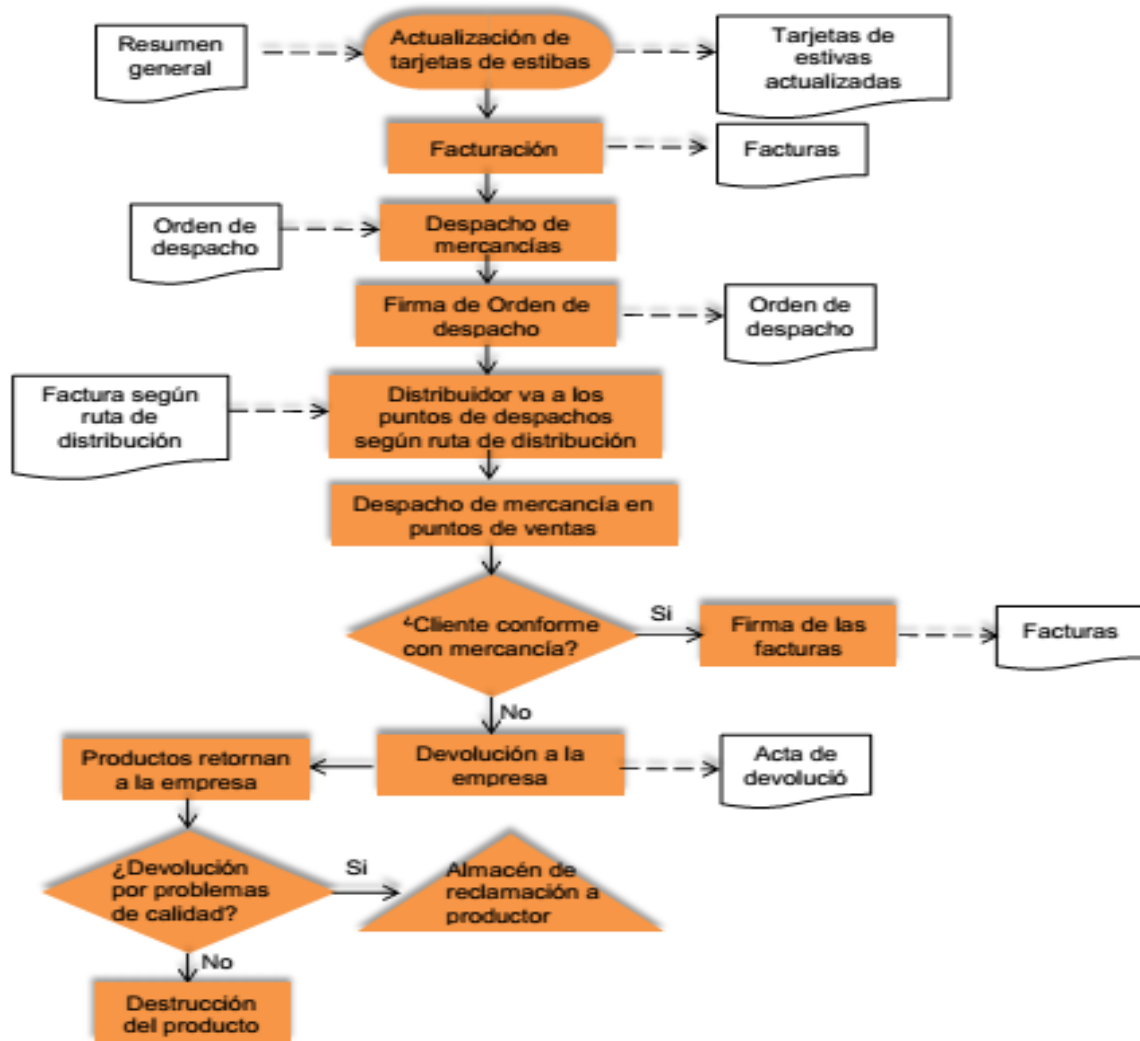 Resumen
general
Actualización de
tarjetas de estibas
Tarjetas de
estivas
actualizadas
Facturación
Facturas
Orden de
despacho
Despacho de
mercancías
Firma de Orden de
despacho
Orden de
despacho
Factura según
ruta de
distribución
Distribuidor va a los
puntos de despachos
según ruta de distribución
Despacho de mercancía en
puntos de ventas
¿Cliente conforme
con mercancía?
Si
Firma de las
facturas
Facturas
No
Productos retornan
a la empresa
Devolución a la
empresa
Acta de
devolució
¿Devolución
por problemas
de calidad?
Si
Almacén de
reclamación a
productor
No
Destrucción
del producto